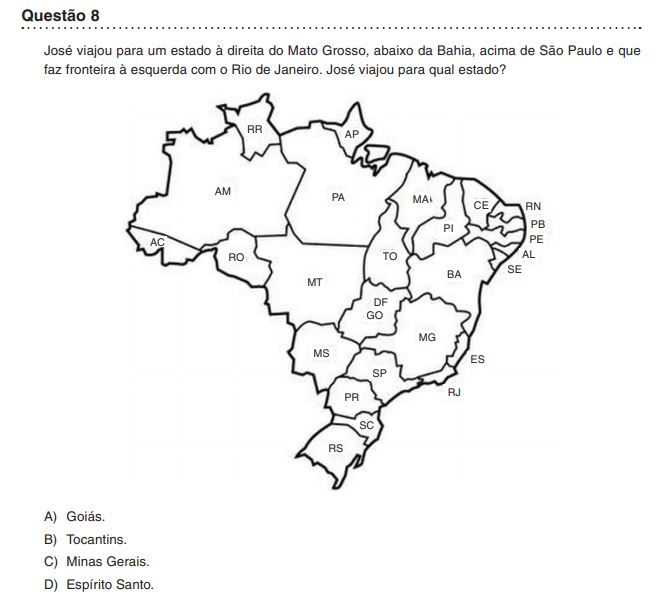 Questão 8
José viajou para um estado à direita do Mato Grosso, abaixo da Bahia, acima de São Paulo e que
faz fronteira à esquerda com o Rio de Janeiro. José viajou para qual estado?
RR
AP
AM
PA
MA
CE
RN
PB
PI
PE
AC
RO
TO
AL
BA
SE
MT
DF
GO
MG
MS
ES
SP
RJ
PR
SC
RS
A) Goiás.
B) Tocantins.
C) Minas Gerais.
D) Espírito Santo.